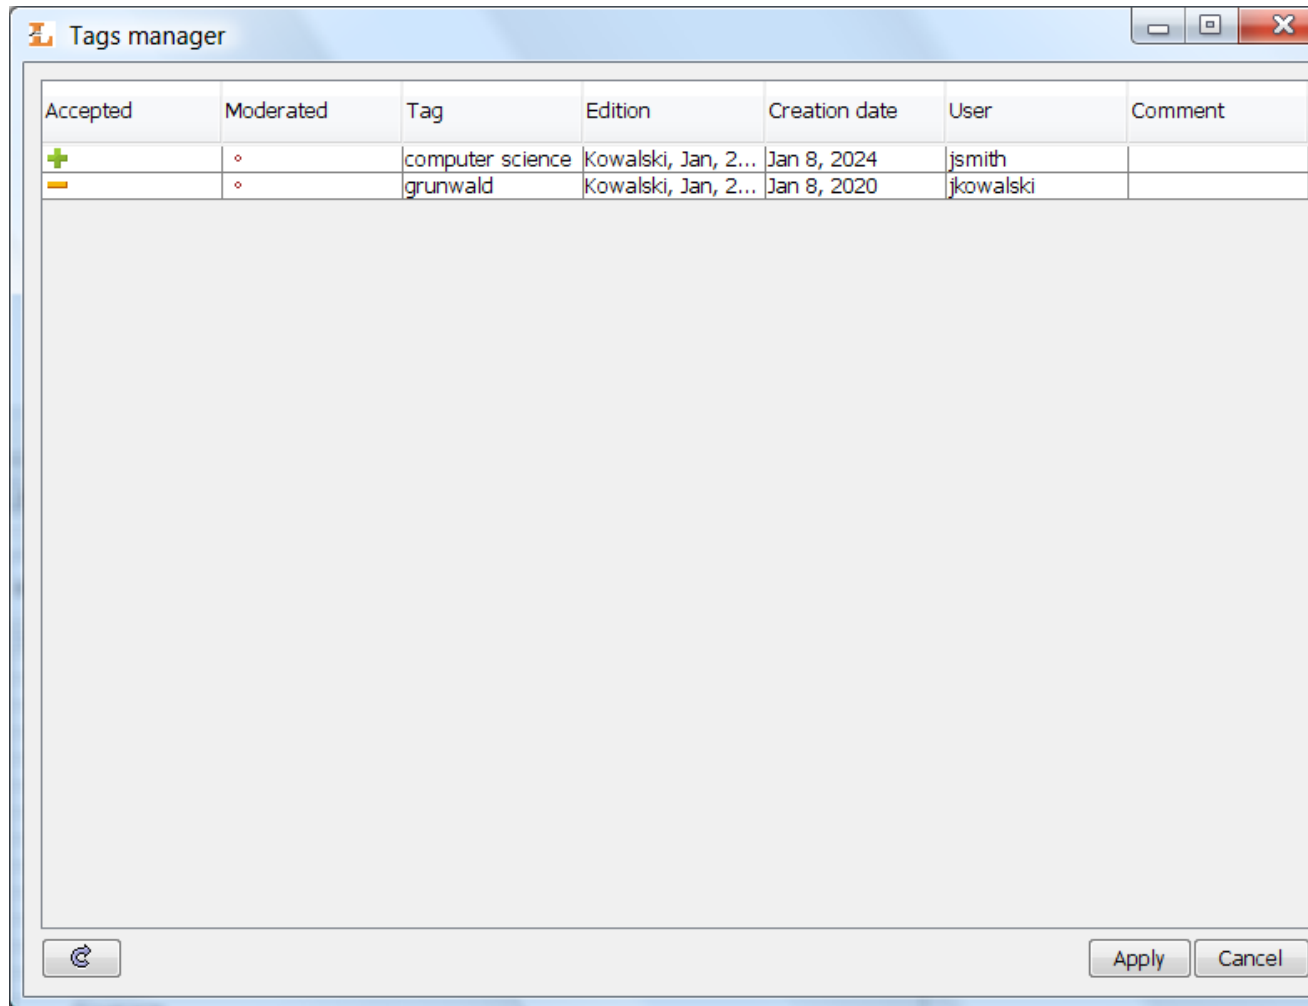 Tags manager
Accepted Moderated Tag Edition Creation date User Comment
computer science Kowalski, Jan, 2... Jan 8, 2024 jsmith
grunwald Kowalski, Jan, 2... Jan 8, 2020 jkowalski
Apply Cancel